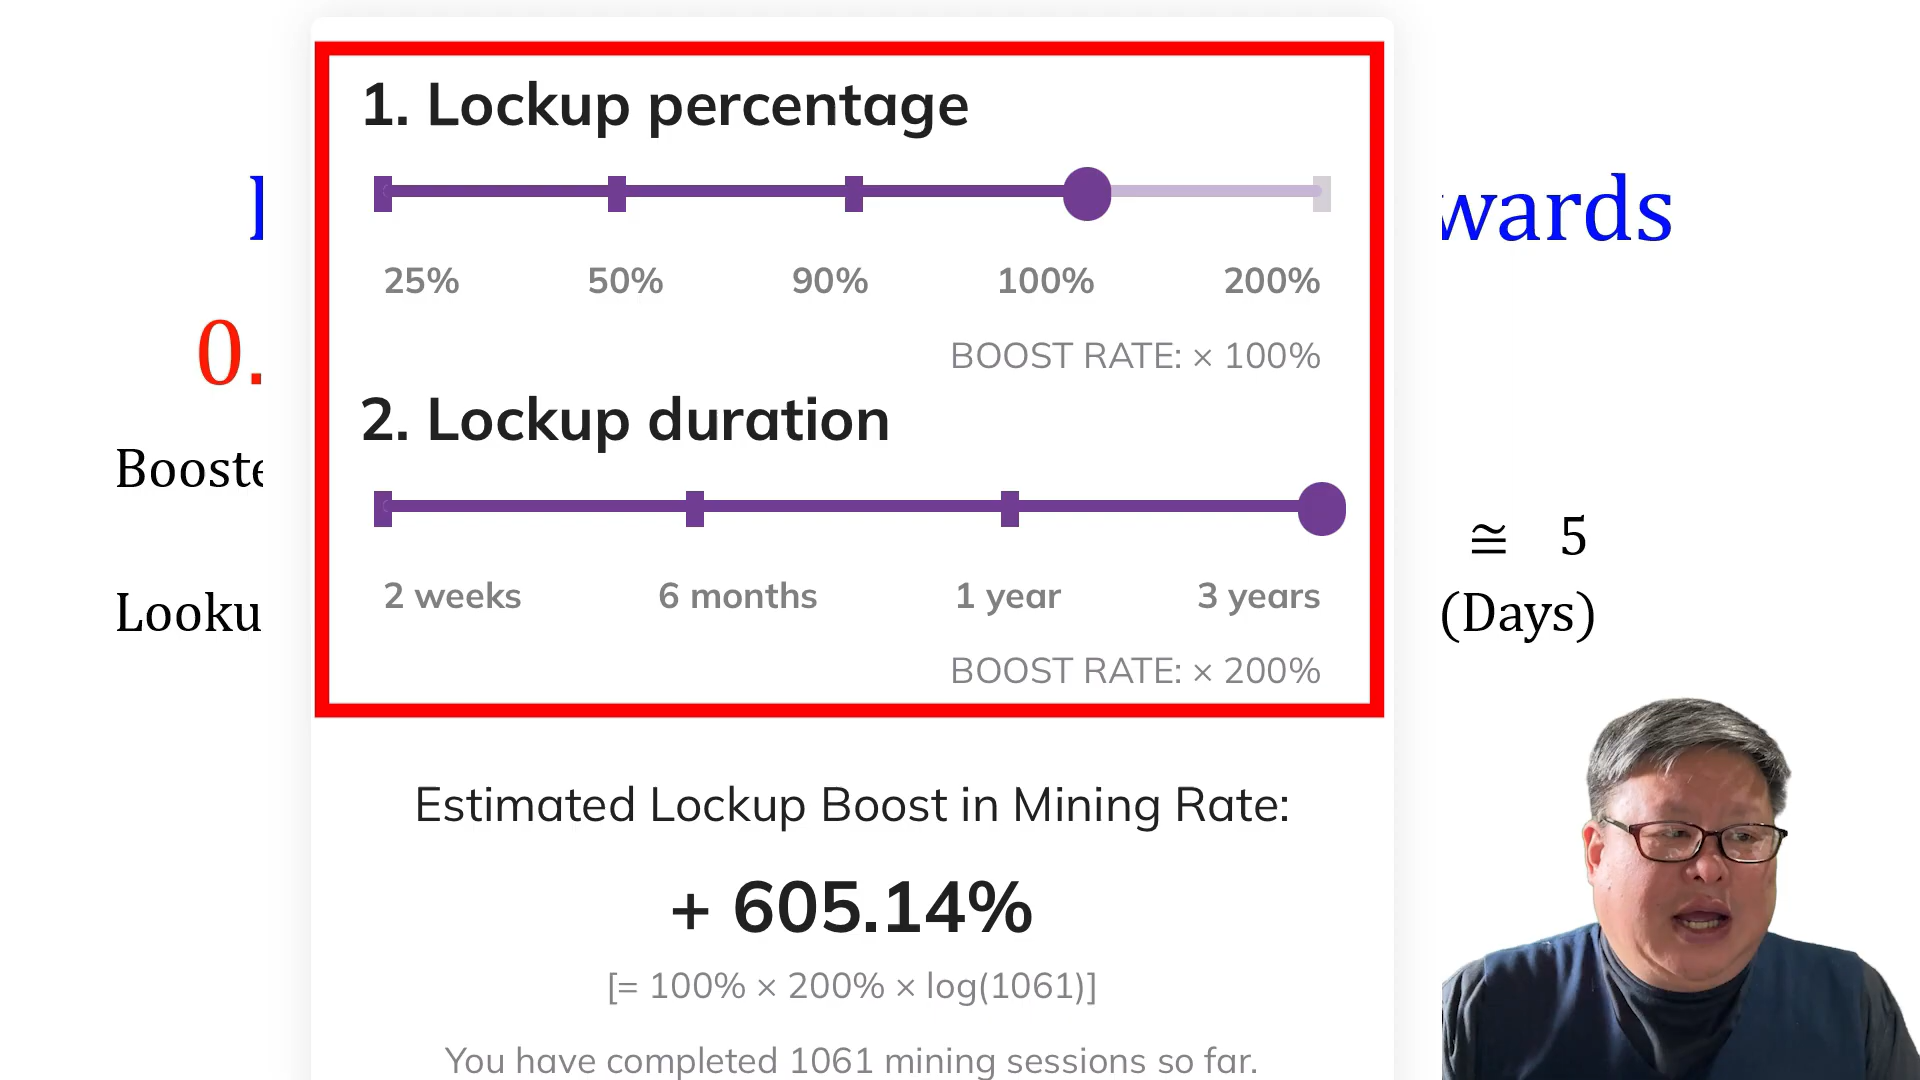 1. Lockup percentage
25% 50% 90% 100% 200%
BOOST RATE: × 100%
2. Lockup duration
2 weeks 6 months 1 year 3 years
BOOST RATE: × 200%
Estimated Lockup Boost in Mining Rate:
+ 605.14%
[= 100% × 200% × log(1061)]
You have completed 1061 mining sessions so far.
wards
0.
Booste
≅ 5
Looku
(Days)